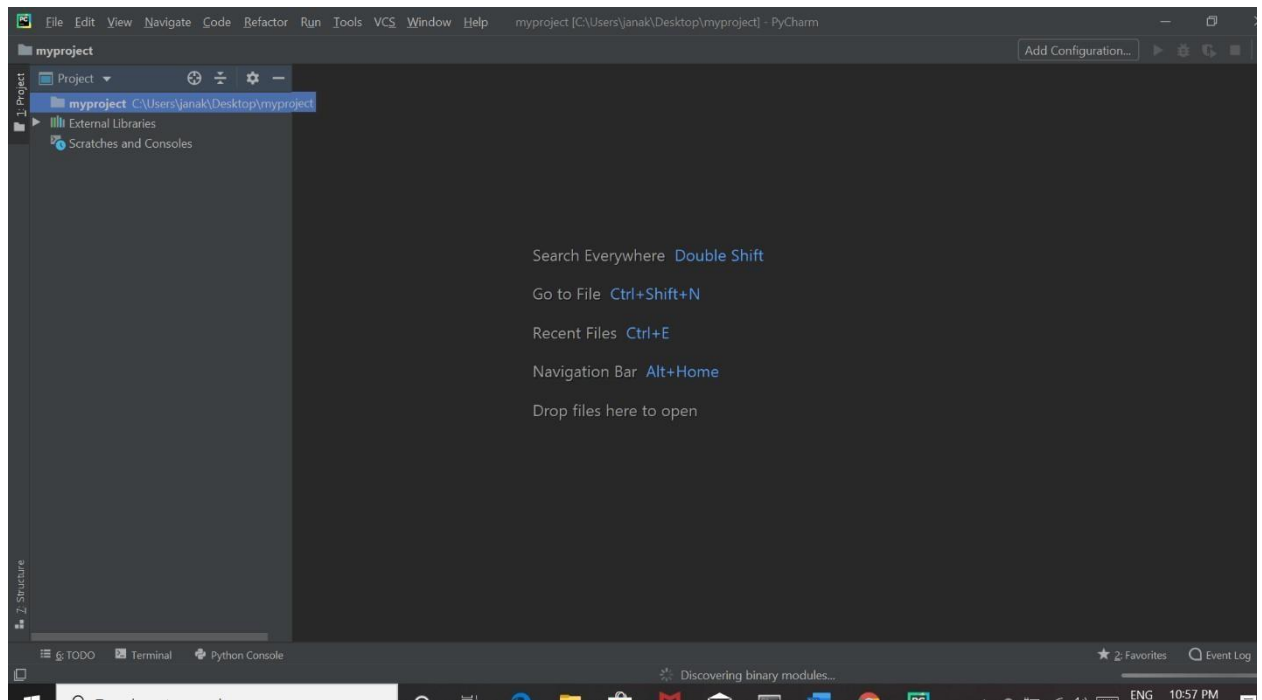 File Edit View Navigate Code Refactor Run Tools VCS Window Help myproject [C:\Users\janak\Desktop\myproject] - PyCharm
myproject Add Configuration...
1: Project
Project
myproject C:\Users\janak\Desktop\myproject
External Libraries
Scratches and Consoles
Search Everywhere Double Shift
Go to File Ctrl+Shift+N
Recent Files Ctrl+E
Navigation Bar Alt+Home
Drop files here to open
7: Structure
6: TODO Terminal Python Console 2: Favorites Event Log
Discovering binary modules...
ENG 10:57 PM